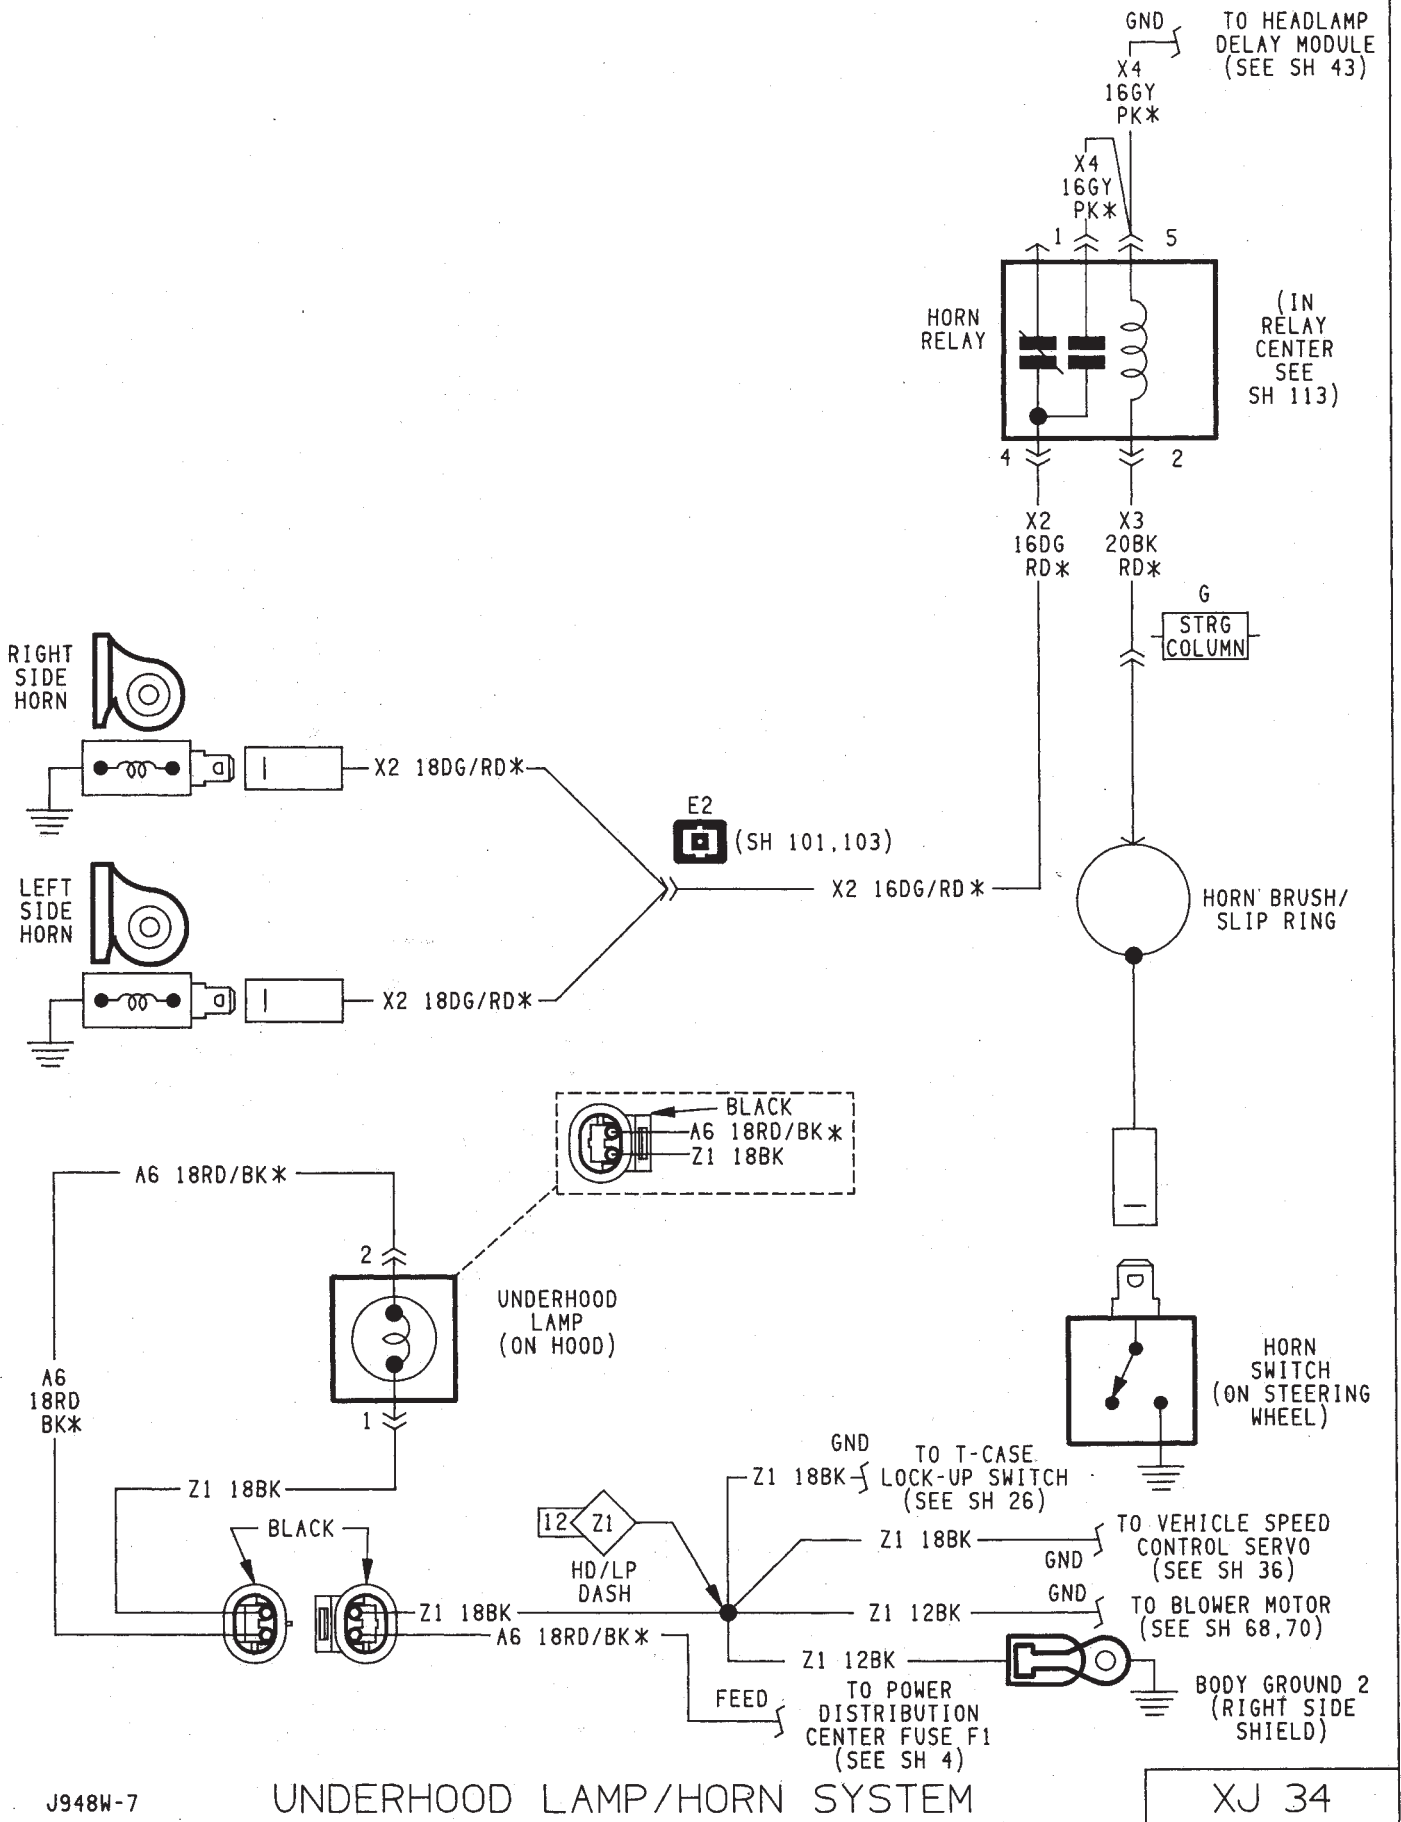 GND
TO HEADLAMP
DELAY MODULE
(SEE SH 43)
X4
16GY
PK*
X4
16GY
PK*
1
5
HORN
RELAY
(IN
RELAY
CENTER
SEE
SH 113)
4
2
X2
16DG
RD*
X3
20BK
RD*
G
STRG
COLUMN
RIGHT
SIDE
HORN
X2 18DG/RD*
E2
(SH 101,103)
LEFT
SIDE
HORN
X2 16DG/RD*
HORN BRUSH/
SLIP RING
X2 18DG/RD*
BLACK
A6 18RD/BK*
Z1 18BK
A6 18RD/BK*
2
UNDERHOOD
LAMP
(ON HOOD)
1
A6
18RD
BK*
HORN
SWITCH
(ON STEERING
WHEEL)
GND
Z1 18BK
TO T-CASE
LOCK-UP SWITCH
(SEE SH 26)
Z1 18BK
BLACK
12
Z1
HD/LP
DASH
Z1 18BK
GND
TO VEHICLE SPEED
CONTROL SERVO
(SEE SH 36)
GND
Z1 18BK
Z1 12BK
TO BLOWER MOTOR
(SEE SH 68,70)
A6 18RD/BK*
Z1 12BK
FEED
TO POWER
DISTRIBUTION
CENTER FUSE F1
(SEE SH 4)
BODY GROUND 2
(RIGHT SIDE
SHIELD)
J948W-7
UNDERHOOD LAMP/HORN SYSTEM
XJ 34